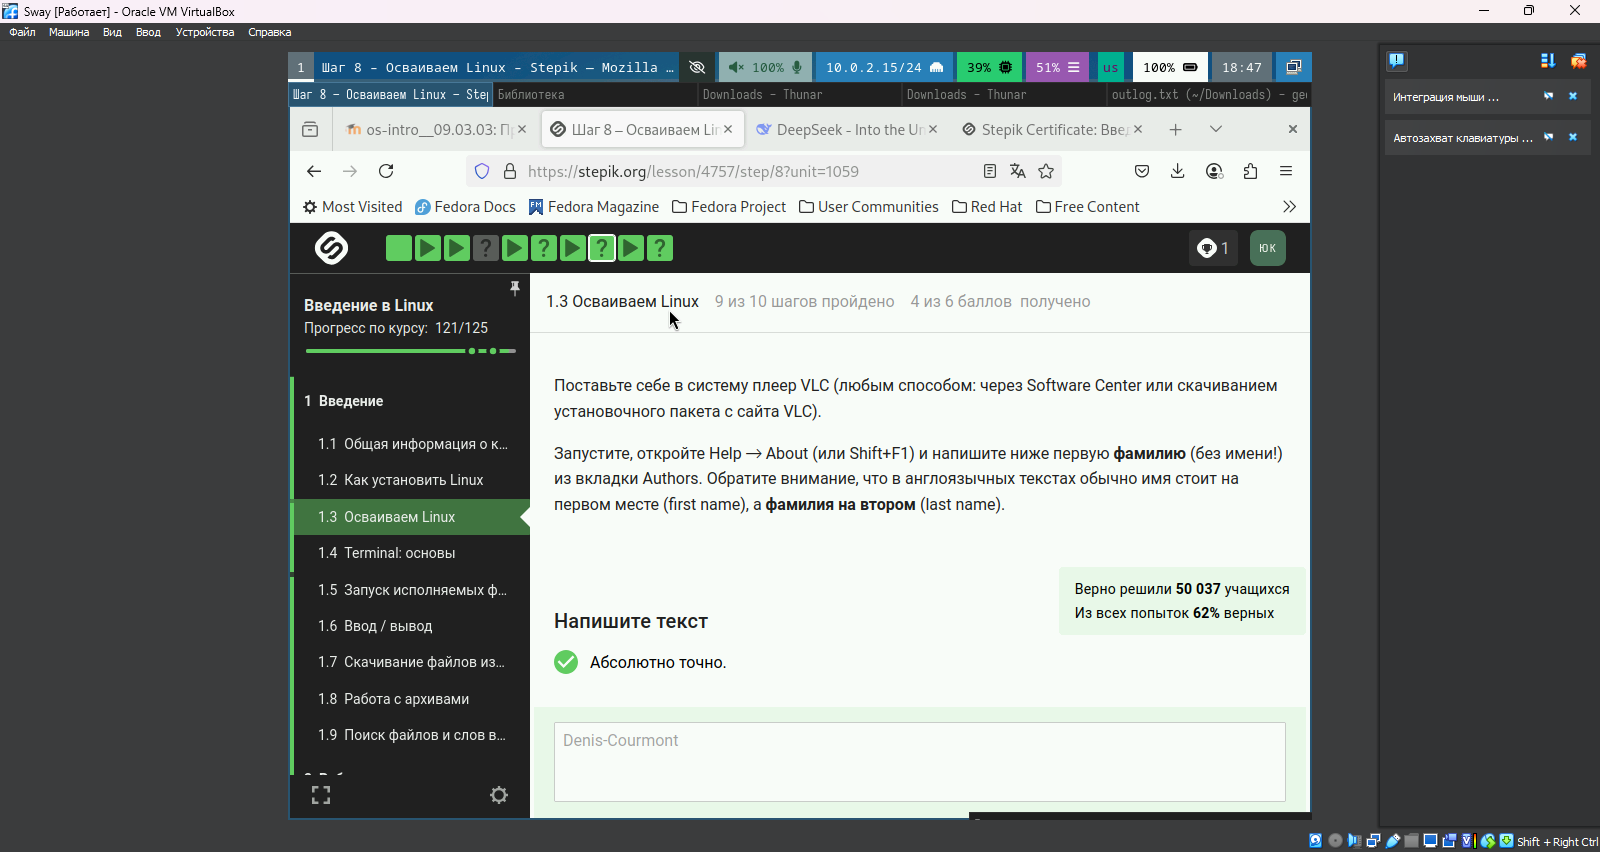 Sway [Работает] - Oracle VM VirtualBox
Файл Машина Вид Ввод Устройства Справка
1 Шаг 8 – Осваиваем Linux – Stepik — Mozilla … 100% 10.0.2.15/24 39% 51% us 100% 18:47
Шаг 8 – Осваиваем Linux – Step Библиотека Downloads - Thunar Downloads - Thunar outlog.txt (~/Downloads) - ge
os-intro__09.03.03: П Шаг 8 – Осваиваем Lin DeepSeek - Into the Un Stepik Certificate: Вве
https://stepik.org/lesson/4757/step/8?unit=1059
Most Visited Fedora Docs Fedora Magazine Fedora Project User Communities Red Hat Free Content
1 ЮК
Введение в Linux
Прогресс по курсу: 121/125
1 Введение
1.1 Общая информация о к...
1.2 Как установить Linux
1.3 Осваиваем Linux
1.4 Terminal: основы
1.5 Запуск исполняемых ф...
1.6 Ввод / вывод
1.7 Скачивание файлов из...
1.8 Работа с архивами
1.9 Поиск файлов и слов в...
1.3 Осваиваем Linux 9 из 10 шагов пройдено 4 из 6 баллов получено
Поставьте себе в систему плеер VLC (любым способом: через Software Center или скачиванием
установочного пакета с сайта VLC).
Запустите, откройте Help → About (или Shift+F1) и напишите ниже первую фамилию (без имени!)
из вкладки Authors. Обратите внимание, что в англоязычных текстах обычно имя стоит на
первом месте (first name), а фамилия на втором (last name).
Верно решили 50 037 учащихся
Из всех попыток 62% верных
Напишите текст
Абсолютно точно.
Denis-Courmont
Интеграция мыши ...
Автозахват клавиатуры ...
Shift + Right Ctrl